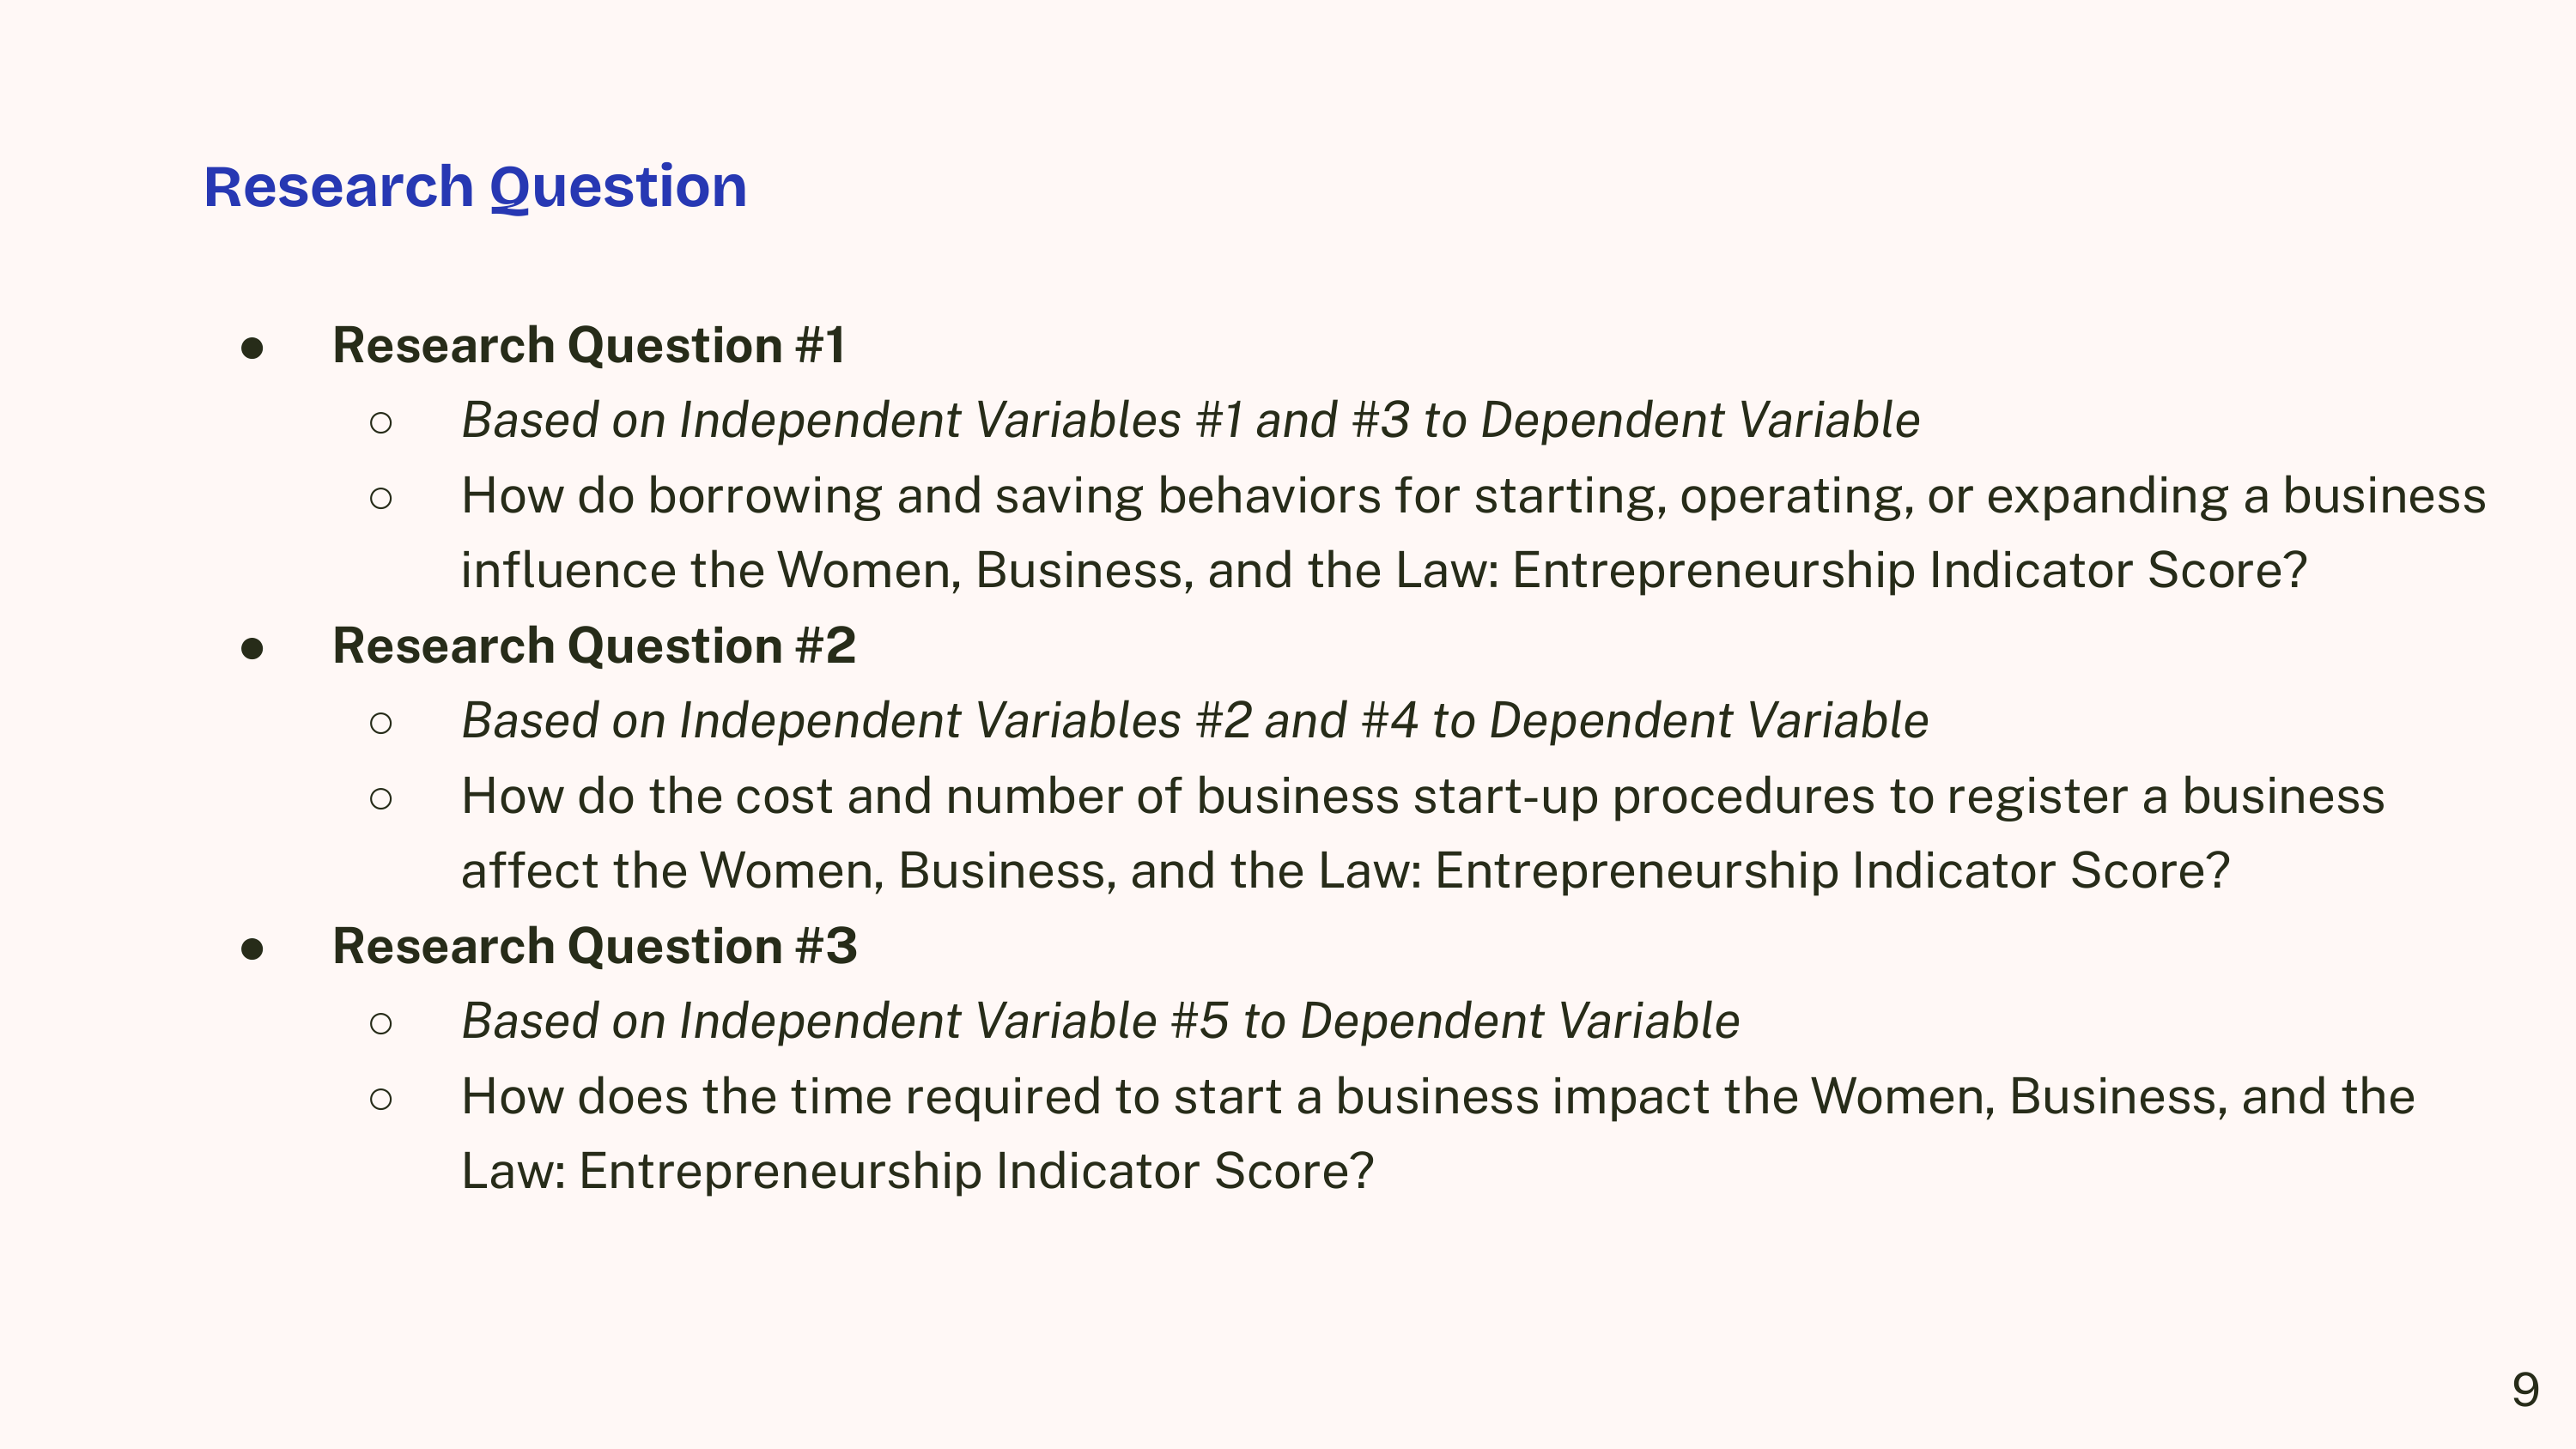 Research Question
● Research Question #1
○ Based on Independent Variables #1 and #3 to Dependent Variable
○ How do borrowing and saving behaviors for starting, operating, or expanding a business
influence the Women, Business, and the Law: Entrepreneurship Indicator Score?
● Research Question #2
○ Based on Independent Variables #2 and #4 to Dependent Variable
○ How do the cost and number of business start-up procedures to register a business
affect the Women, Business, and the Law: Entrepreneurship Indicator Score?
● Research Question #3
○ Based on Independent Variable #5 to Dependent Variable
○ How does the time required to start a business impact the Women, Business, and the
Law: Entrepreneurship Indicator Score?
9